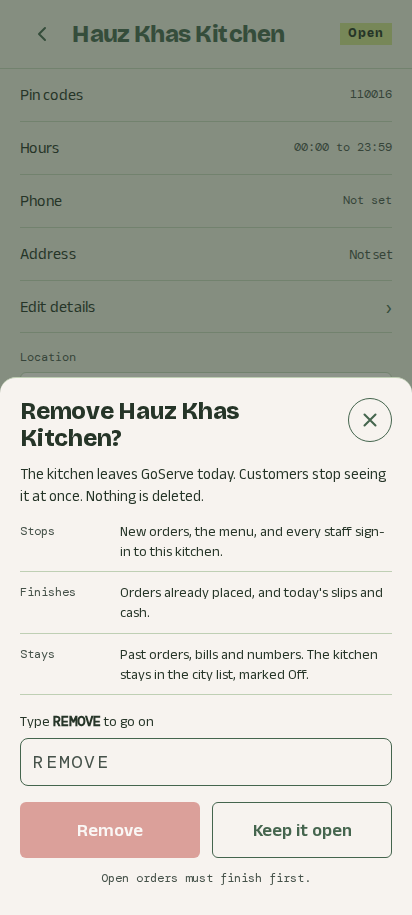 Hauz Khas Kitchen
Open
Pin codes
110016
Hours
00:00 to 23:59
Phone
Not set
Address
Not set
Edit details
Location
Remove Hauz Khas
Kitchen?
The kitchen leaves GoServe today. Customers stop seeing
it at once. Nothing is deleted.
Stops
New orders, the menu, and every staff sign-
in to this kitchen.
Finishes
Orders already placed, and today's slips and
cash.
Stays
Past orders, bills and numbers. The kitchen
stays in the city list, marked Off.
Type REMOVE to go on
REMOVE
Remove
Keep it open
Open orders must finish first.